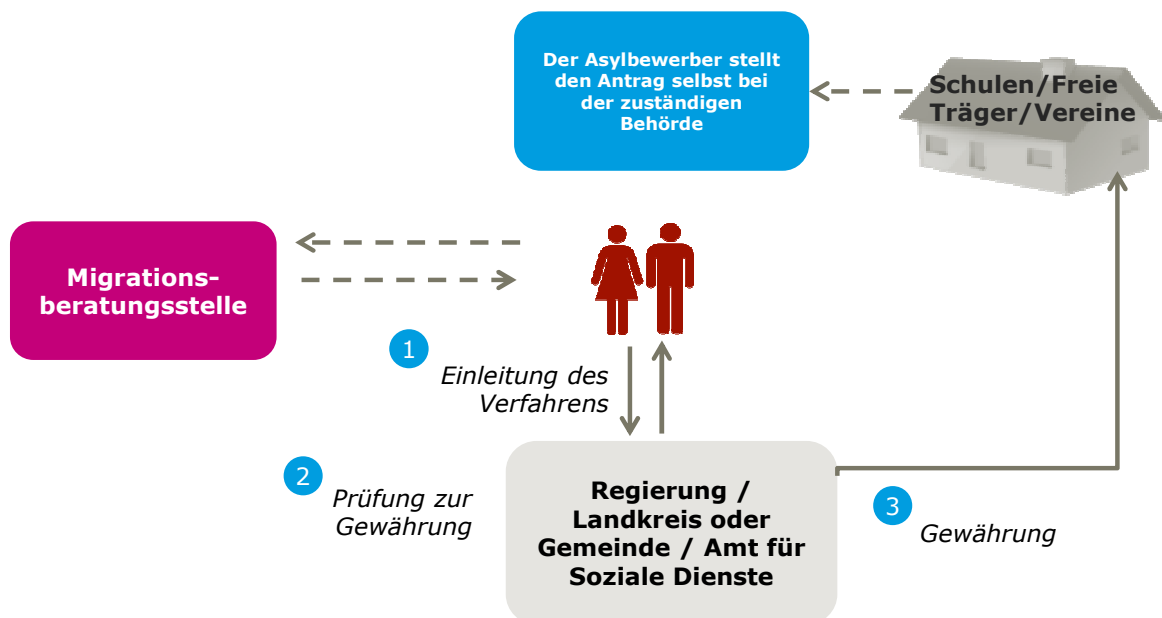 Der Asylbewerber stellt
den Antrag selbst bei
der zuständigen
Behörde
Schulen/Freie
Träger/Vereine
Migrations-
beratungsstelle
1
Einleitung des
Verfahrens
2
Prüfung zur
Gewährung
Regierung /
Landkreis oder
Gemeinde / Amt für
Soziale Dienste
3
Gewährung